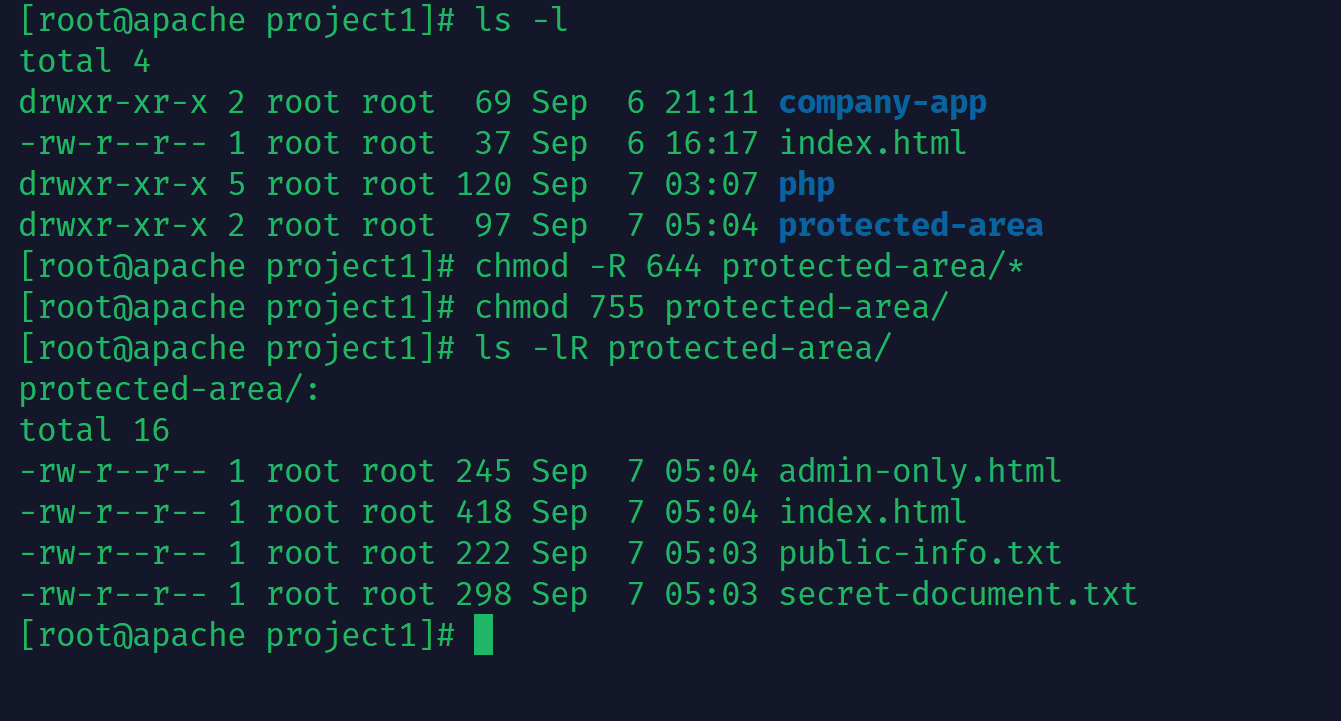 [root@apache project1]# ls -l
total 4
drwxr-xr-x 2 root root  69 Sep  6 21:11 company-app
-rw-r--r-- 1 root root  37 Sep  6 16:17 index.html
drwxr-xr-x 5 root root 120 Sep  7 03:07 php
drwxr-xr-x 2 root root  97 Sep  7 05:04 protected-area
[root@apache project1]# chmod -R 644 protected-area/*
[root@apache project1]# chmod 755 protected-area/
[root@apache project1]# ls -lR protected-area/
protected-area/:
total 16
-rw-r--r-- 1 root root 245 Sep  7 05:04 admin-only.html
-rw-r--r-- 1 root root 418 Sep  7 05:04 index.html
-rw-r--r-- 1 root root 222 Sep  7 05:03 public-info.txt
-rw-r--r-- 1 root root 298 Sep  7 05:03 secret-document.txt
[root@apache project1]#